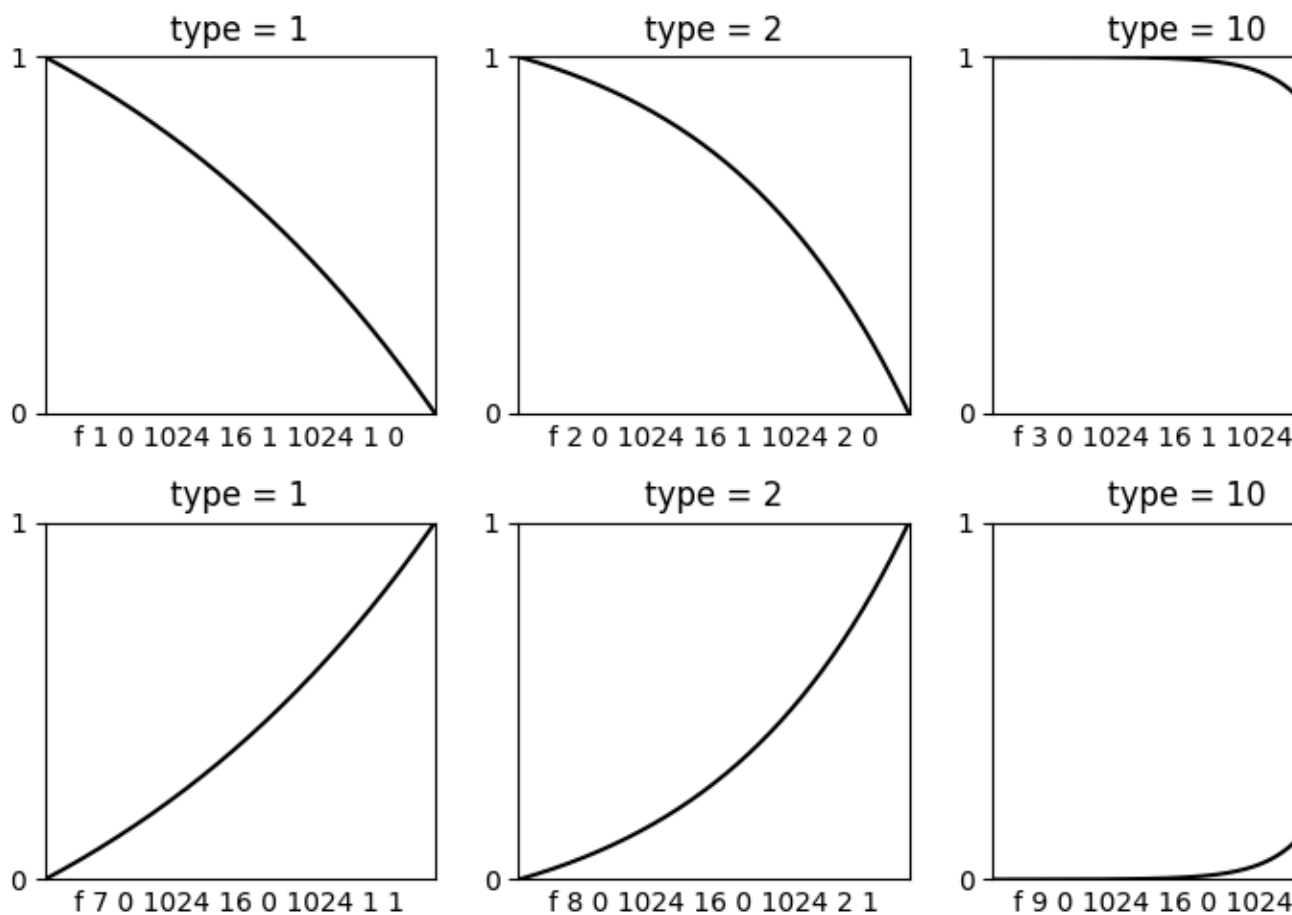 type = 1
type = 2
type = 10
1
1
1
0
0
0
f 1 0 1024 16 1 1024 1 0
f 2 0 1024 16 1 1024 2 0
f 3 0 1024 16 1 1024
type = 1
type = 2
type = 10
1
1
1
0
0
0
f 7 0 1024 16 0 1024 1 1
f 8 0 1024 16 0 1024 2 1
f 9 0 1024 16 0 1024